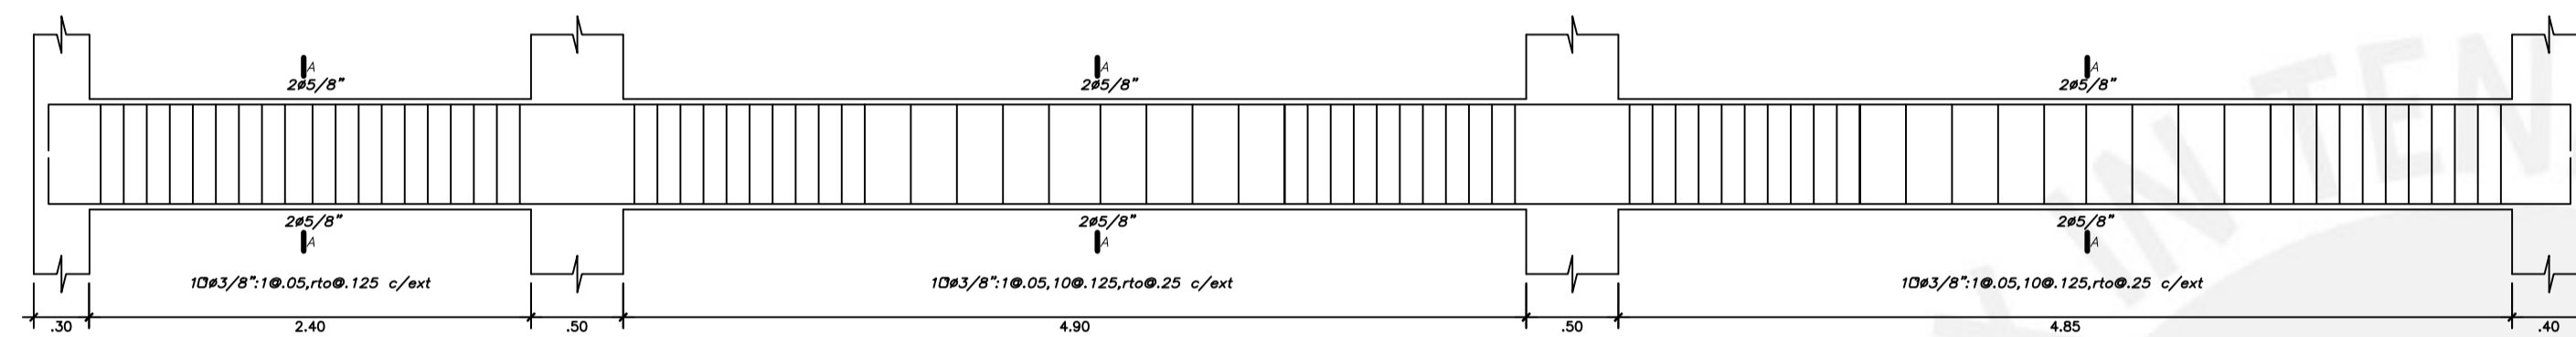 A A A
2ø5/8" 2ø5/8" 2ø5/8"
2ø5/8" 2ø5/8" 2ø5/8"
A A A
1▯ø3/8":1@.05,rto@.125 c/ext 1▯ø3/8":1@.05,10@.125,rto@.25 c/ext 1▯ø3/8":1@.05,10@.125,rto@.25 c/ext
.30 2.40 .50 4.90 .50 4.85 .40
IN TEN